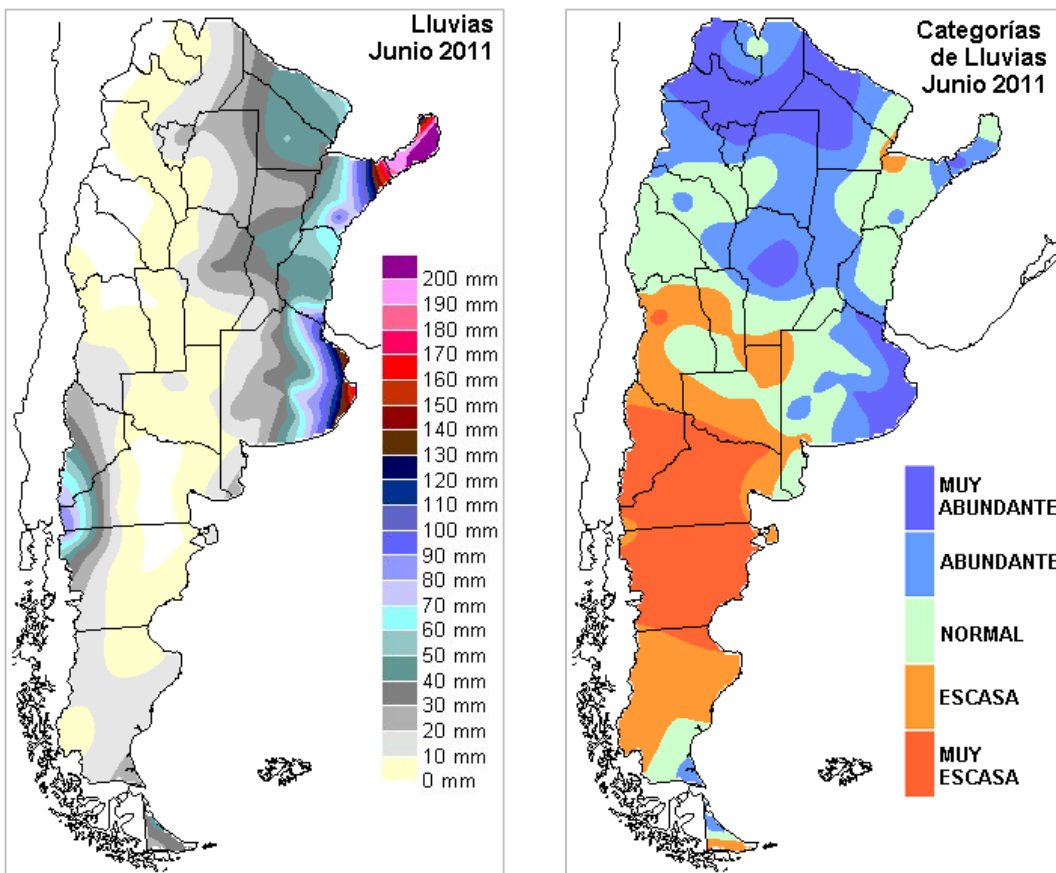 Lluvias
Junio 2011
200 mm
190 mm
180 mm
170 mm
160 mm
150 mm
140 mm
130 mm
120 mm
110 mm
100 mm
90 mm
80 mm
70 mm
60 mm
50 mm
40 mm
30 mm
20 mm
10 mm
0 mm
Categorías
de Lluvias
Junio 2011
MUY
ABUNDANTE
ABUNDANTE
NORMAL
ESCASA
MUY
ESCASA